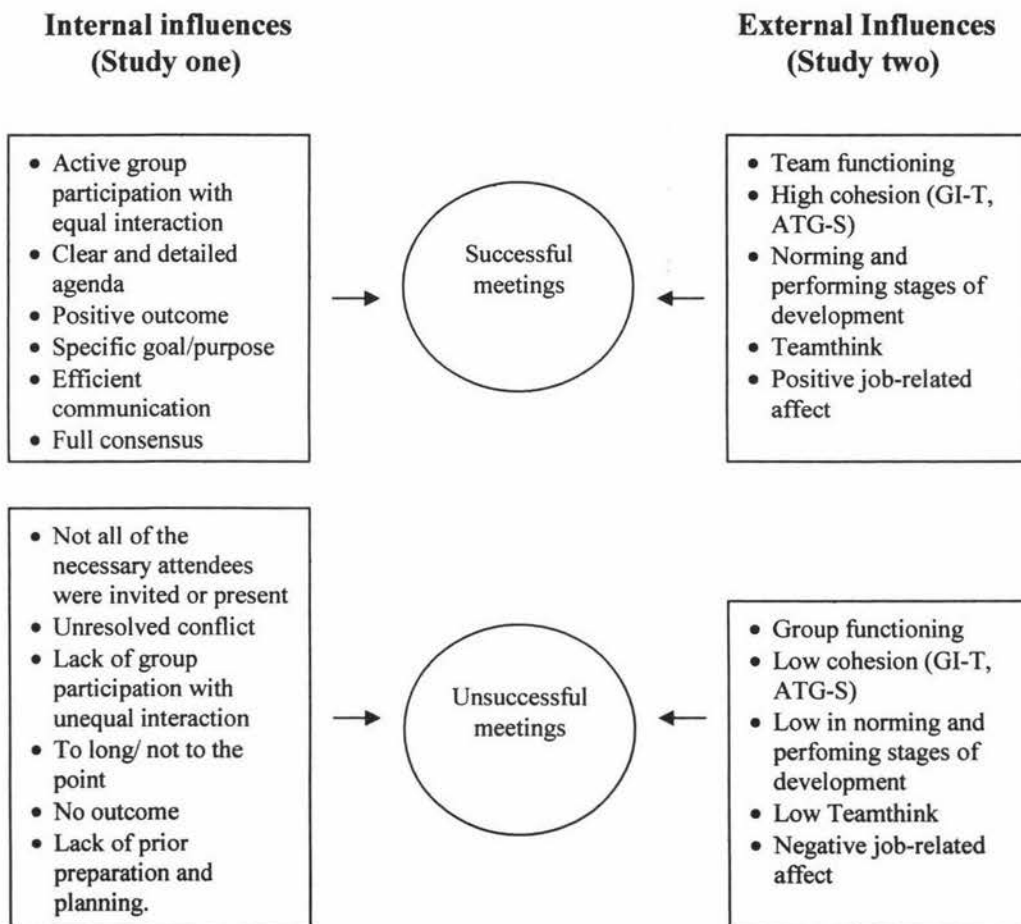 Internal influences
(Study one)
External Influences
(Study two)
• Active group
participation with
equal interaction
• Clear and detailed
agenda
• Positive outcome
• Specific goal/purpose
• Efficient
communication
• Full consensus
Successful
meetings
• Team functioning
• High cohesion (GI-T,
ATG-S)
• Norming and
performing stages of
development
• Teamthink
• Positive job-related
affect
• Not all of the
necessary attendees
were invited or present
• Unresolved conflict
• Lack of group
participation with
unequal interaction
• To long/ not to the
point
• No outcome
• Lack of prior
preparation and
planning.
Unsuccessful
meetings
• Group functioning
• Low cohesion (GI-T,
ATG-S)
• Low in norming and
perfoming stages of
development
• Low Teamthink
• Negative job-related
affect